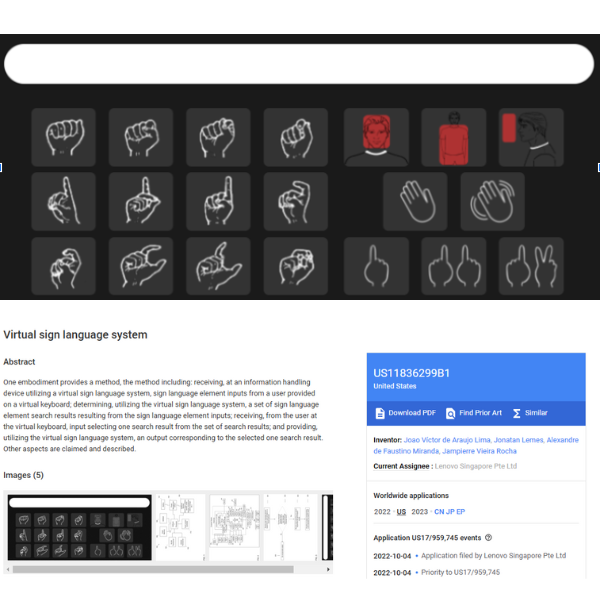 Virtual sign language system
Abstract
One embodiment provides a method, the method including: receiving, at an information handling
device utilizing a virtual sign language system, sign language element inputs from a user provided
on a virtual keyboard; determining, utilizing the virtual sign language system, a set of sign language
element search results resulting from the sign language element inputs; receiving, from the user at
the virtual keyboard, input selecting one search result from the set of search results; and providing,
utilizing the virtual sign language system, an output corresponding to the selected one search result.
Other aspects are claimed and described.
Images (5)
US11836299B1
United States
Download PDF Find Prior Art Similar
Inventor: Joao Victor de Araujo Lima, Jonatan Lemes, Alexandre
de Faustino Miranda, Jampierre Vieira Rocha
Current Assignee : Lenovo Singapore Pte Ltd
Worldwide applications
2022 • US 2023 • CN JP EP
Application US17/959,745 events
2022-10-04 • Application filed by Lenovo Singapore Pte Ltd
2022-10-04 • Priority to US17/959,745